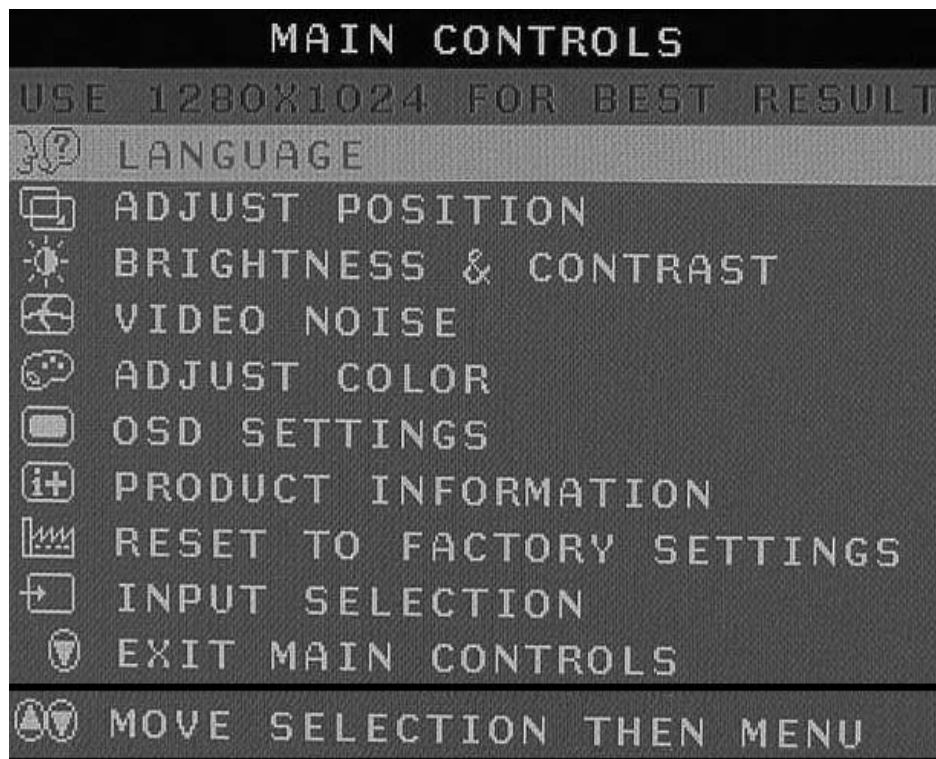 MAIN CONTROLS
USE 1280X1024 FOR BEST RESULT
LANGUAGE
ADJUST POSITION
BRIGHTNESS & CONTRAST
VIDEO NOISE
ADJUST COLOR
OSD SETTINGS
i+ PRODUCT INFORMATION
RESET TO FACTORY SETTINGS
INPUT SELECTION
EXIT MAIN CONTROLS
MOVE SELECTION THEN MENU